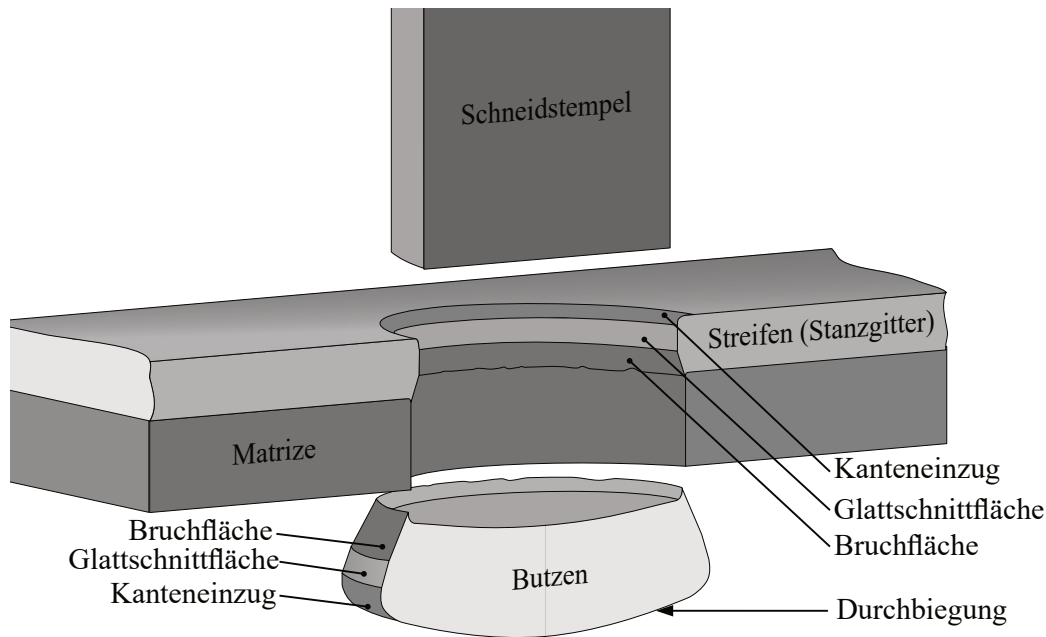 Schneidstempel
Streifen (Stanzgitter)
Matrize
Kanteneinzug
Glattschnittfläche
Bruchfläche
Bruchfläche
Glattschnittfläche
Kanteneinzug
Butzen
Durchbiegung